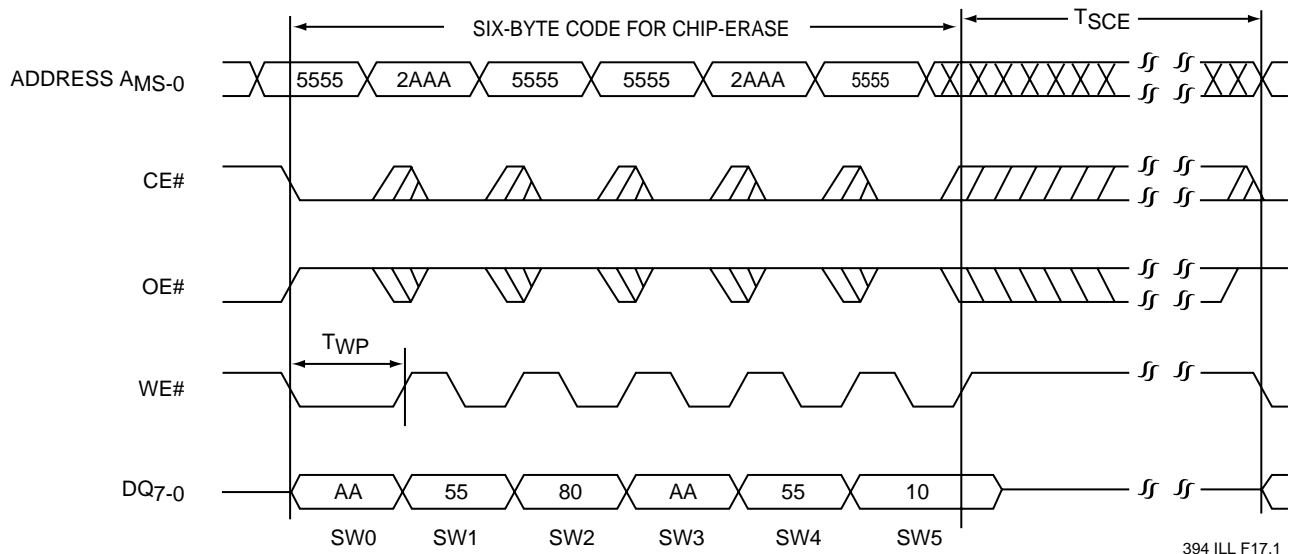 SIX-BYTE CODE FOR CHIP-ERASE
TSCE
ADDRESS AMS-0
5555 2AAA 5555 5555 2AAA 5555
CE#
OE#
TWP
WE#
DQ7-0
AA 55 80 AA 55 10
SW0 SW1 SW2 SW3 SW4 SW5
394 ILL F17.1